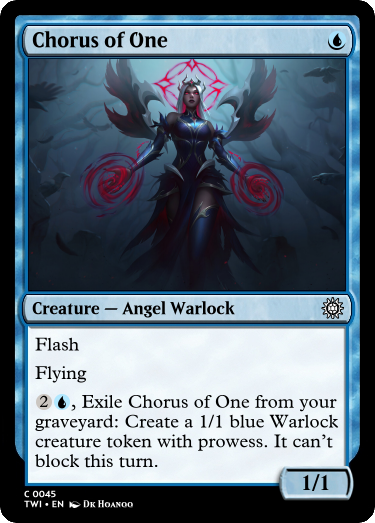 Chorus of One
Creature — Angel Warlock
Flash
Flying
2, Exile Chorus of One from your
graveyard: Create a 1/1 blue Warlock
creature token with prowess. It can't
block this turn.
1/1
C 0045
TWI • EN DK HOANOO